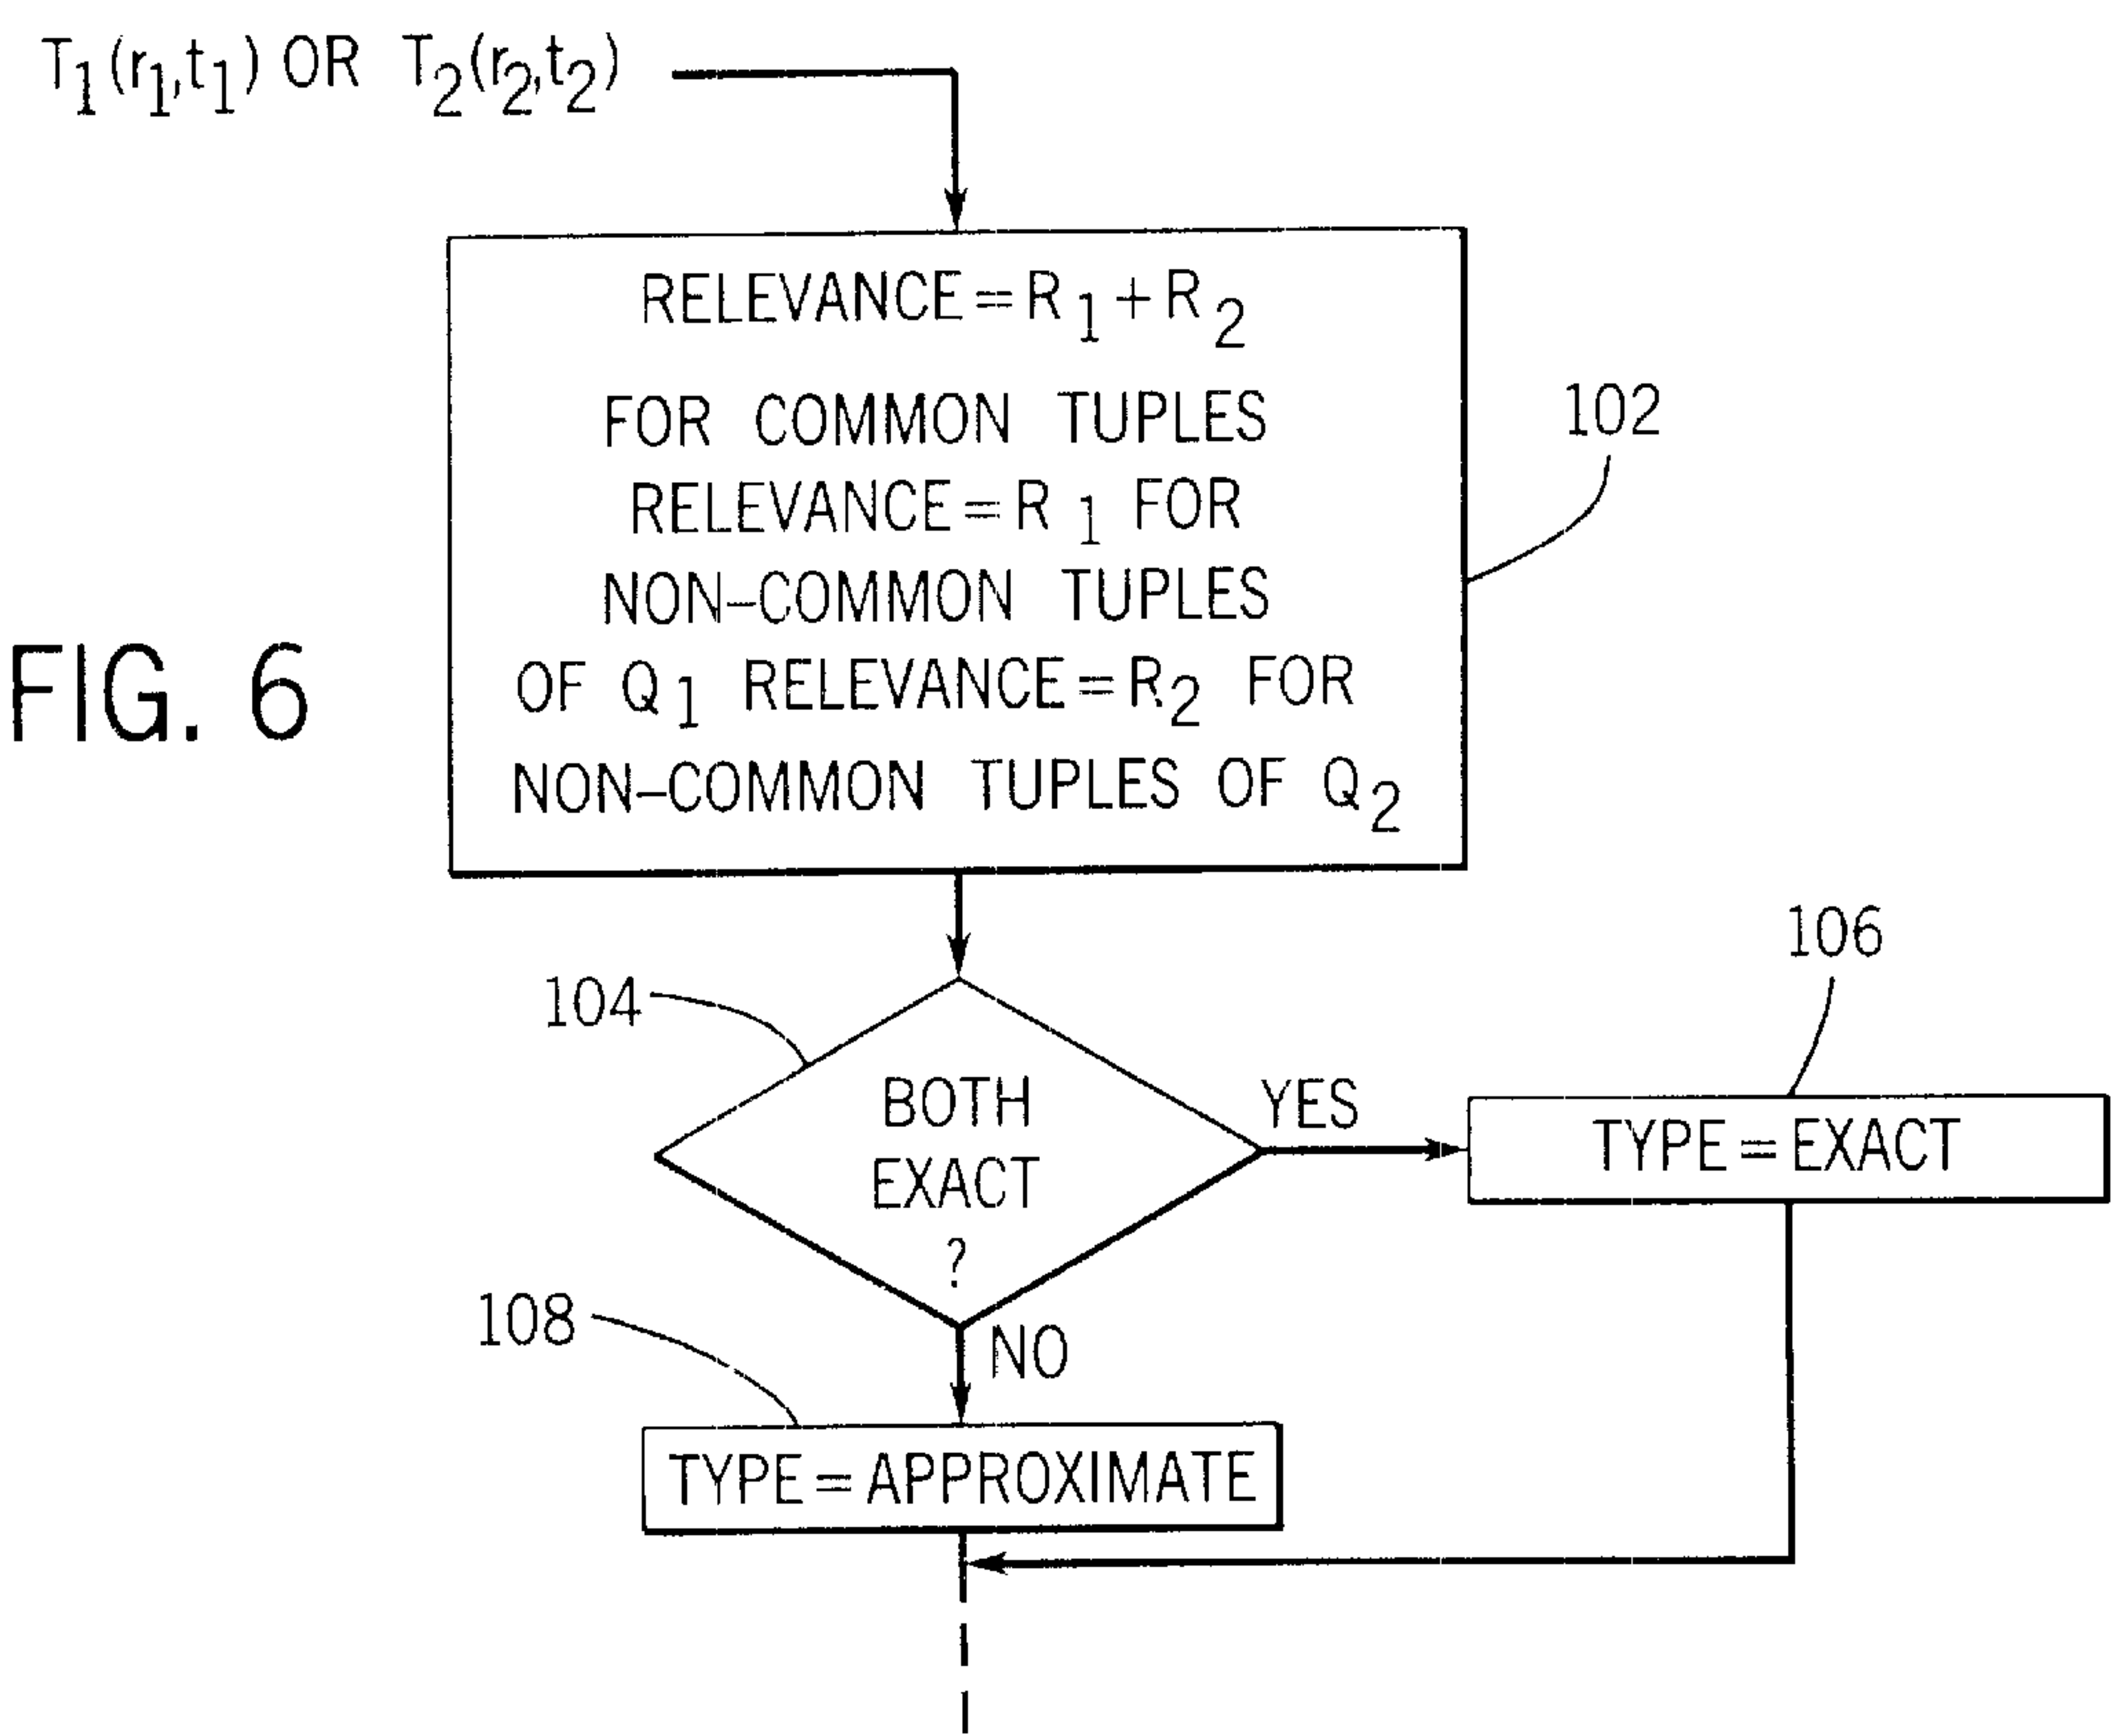 T1(r1,t1) OR T2(r2,t2)
RELEVANCE=R1+R2
FOR COMMON TUPLES
RELEVANCE=R1 FOR
NON-COMMON TUPLES
OF Q1 RELEVANCE=R2 FOR
NON-COMMON TUPLES OF Q2
102
FIG. 6
104
BOTH
EXACT
?
YES
106
TYPE=EXACT
NO
108
TYPE=APPROXIMATE